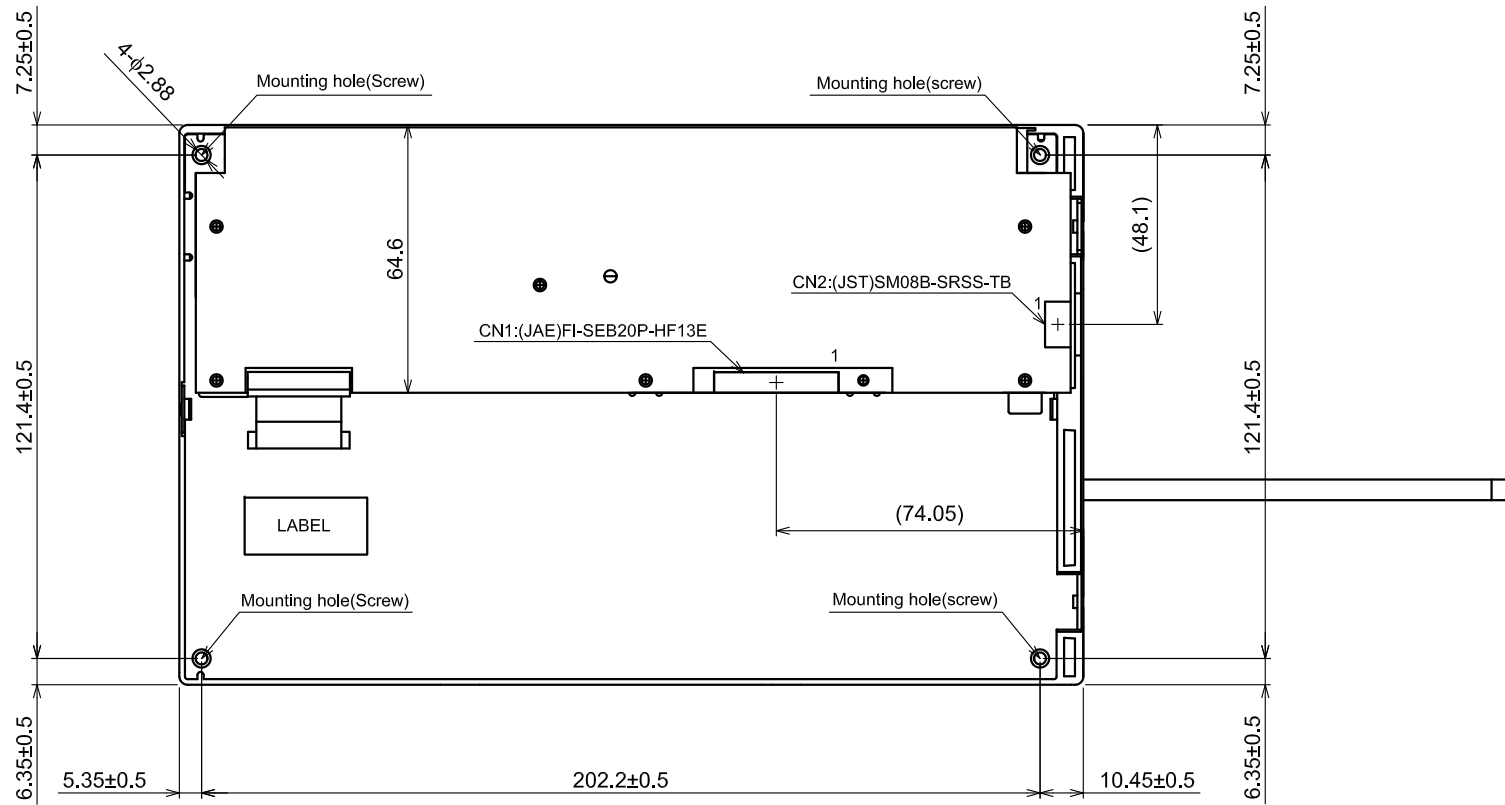 7.25±0.5
4-ϕ2.88
Mounting hole(Screw)
Mounting hole(screw)
7.25±0.5
121.4±0.5
64.6
(48.1)
CN2:(JST)SM08B-SRSS-TB
1
CN1:(JAE)FI-SEB20P-HF13E
1
121.4±0.5
(74.05)
LABEL
Mounting hole(Screw)
Mounting hole(screw)
6.35±0.5
5.35±0.5
202.2±0.5
10.45±0.5
6.35±0.5